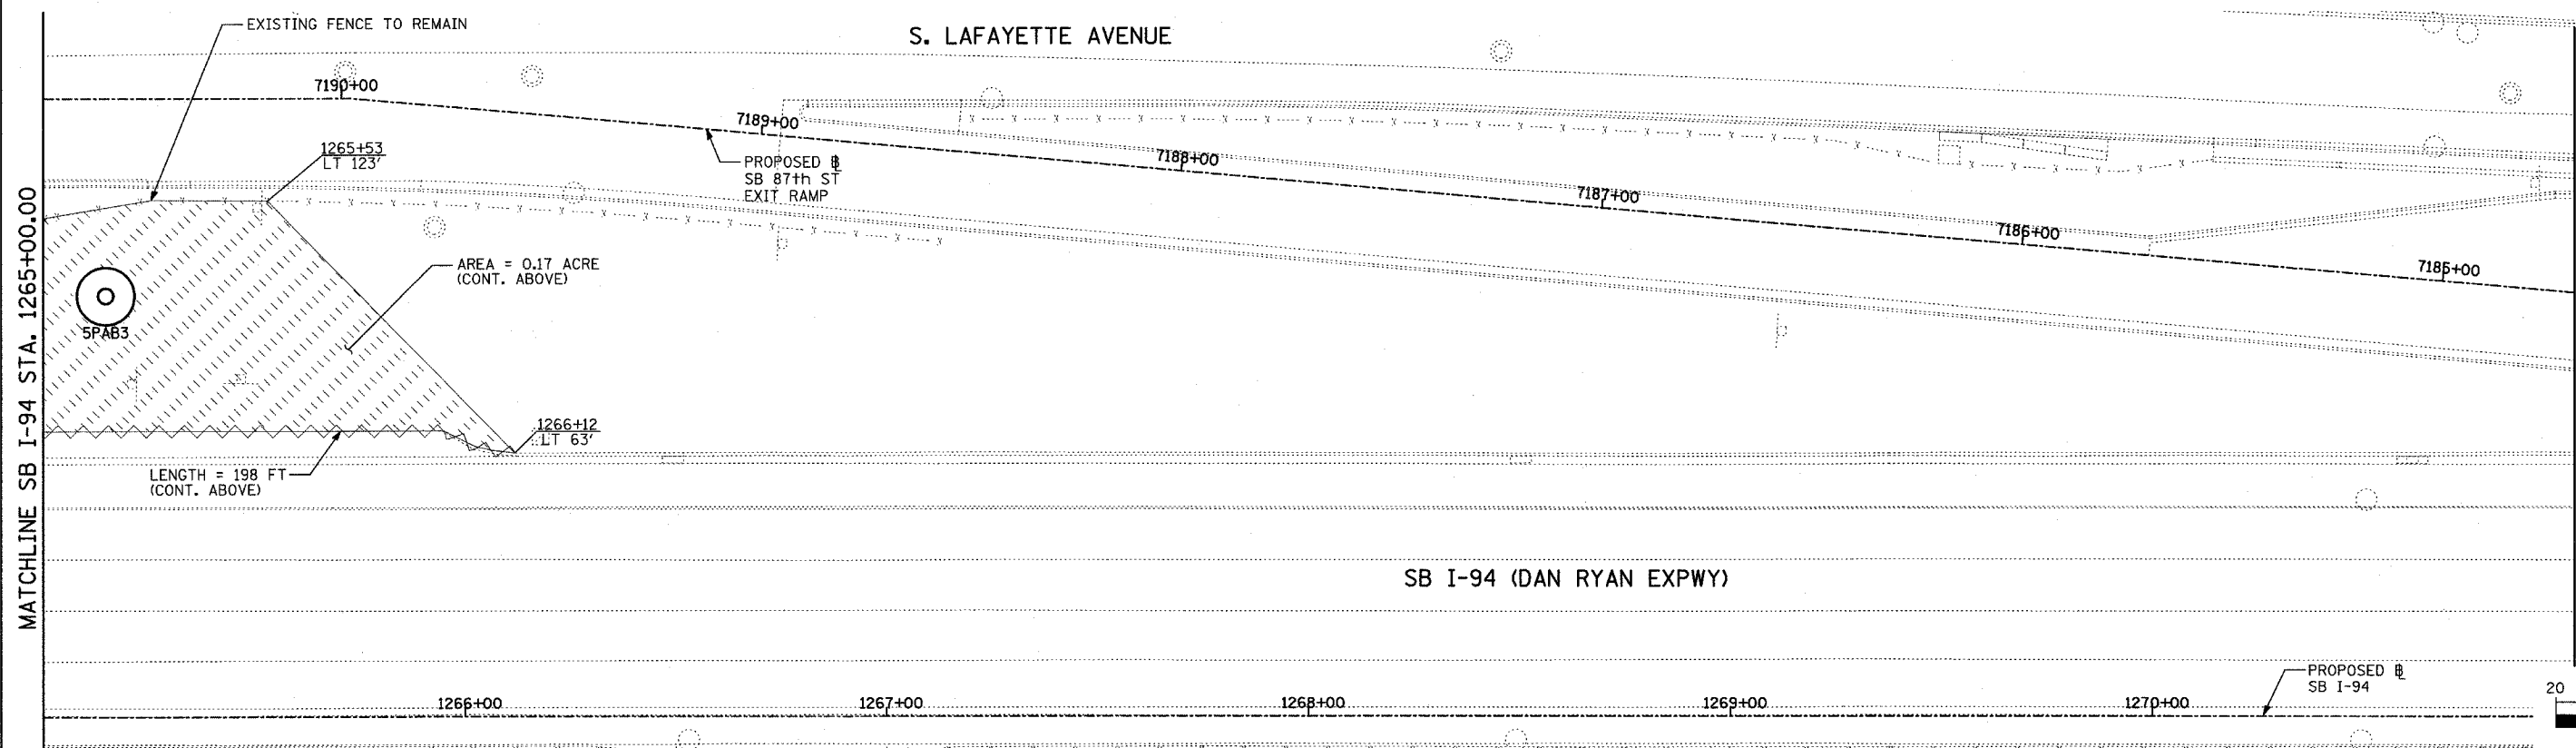 EXISTING FENCE TO REMAIN
S. LAFAYETTE AVENUE
7190+00
7189+00
7188+00
7187+00
7186+00
7185+00
1265+53
LT 123'
PROPOSED ℄
SB 87th ST
EXIT RAMP
MATCHLINE SB I-94 STA. 1265+00.00
AREA = 0.17 ACRE
(CONT. ABOVE)
5PAB3
1266+12
LT 63'
LENGTH = 198 FT
(CONT. ABOVE)
SB I-94 (DAN RYAN EXPWY)
PROPOSED ℄
SB I-94
20
1266+00
1267+00
1268+00
1269+00
1270+00